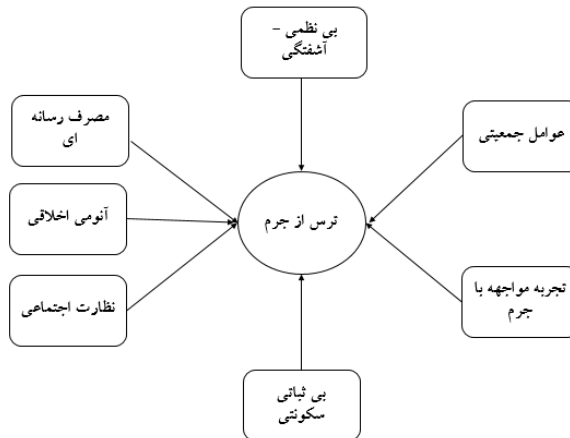 بی نظمی –
آشفتگی
عوامل جمعیتی
مصرف رسانه
ای
ترس از جرم
آنومی اخلاقی
تجربه مواجهه با
جرم
نظارت اجتماعی
بی ثباتی
سکونتی